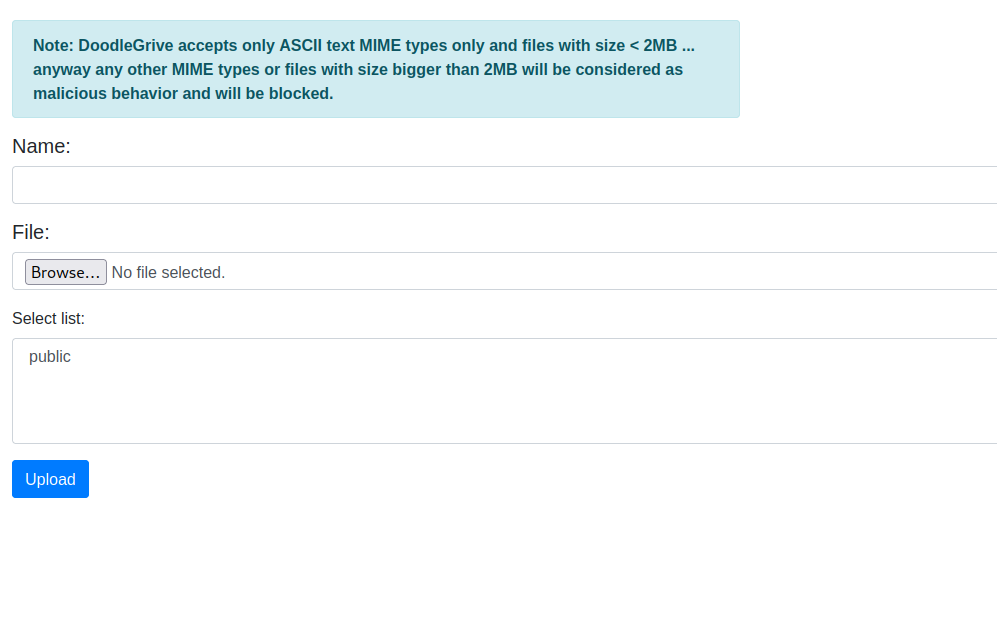 Note: DoodleGrive accepts only ASCII text MIME types only and files with size < 2MB ...
anyway any other MIME types or files with size bigger than 2MB will be considered as
malicious behavior and will be blocked.
Name:
File:
Browse... No file selected.
Select list:
public
Upload